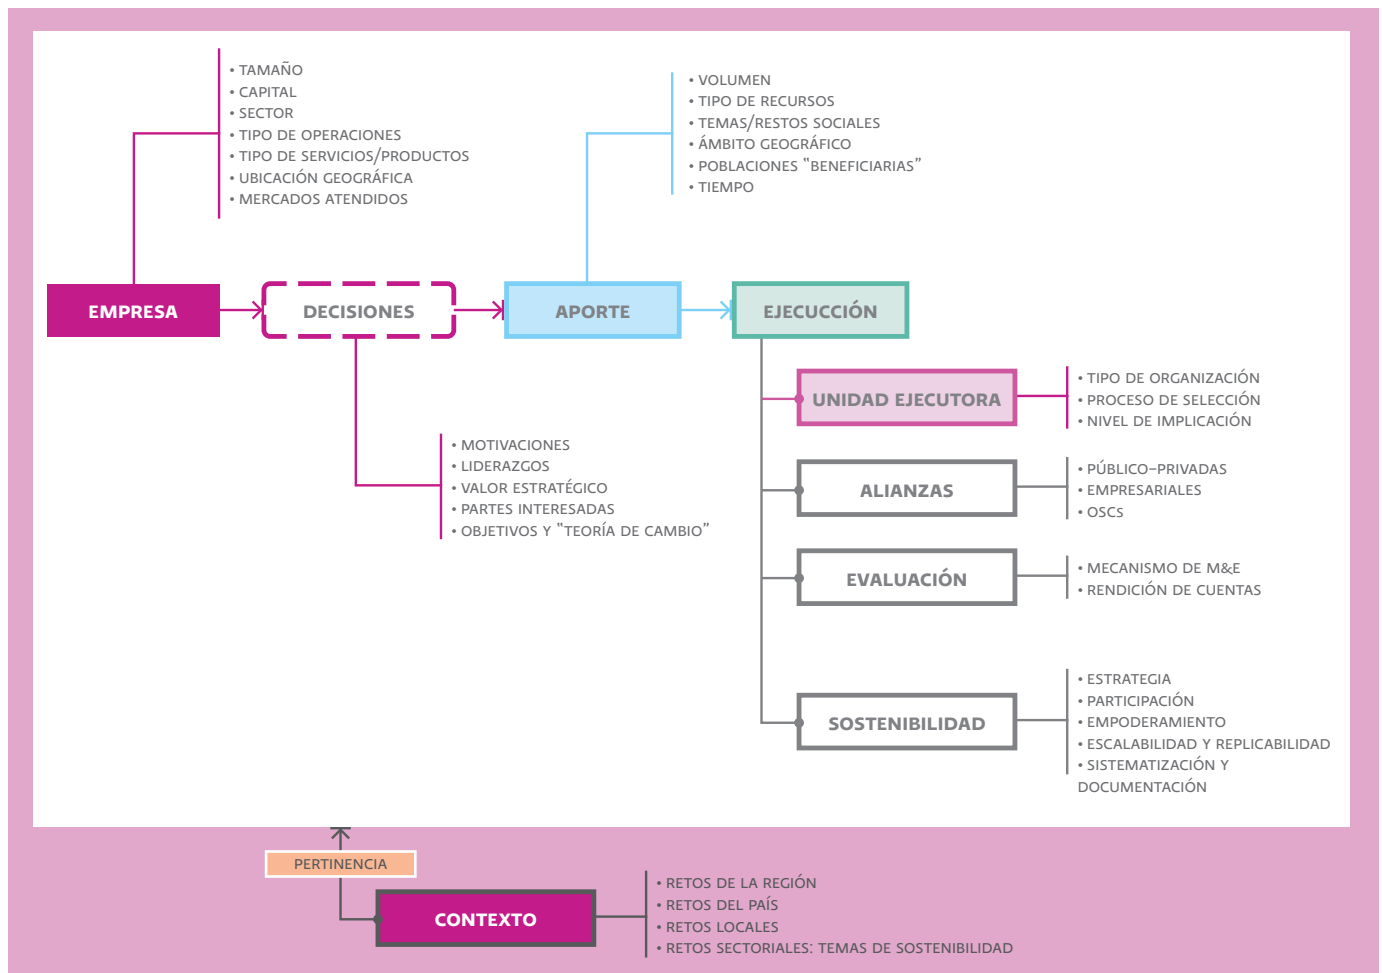 • TAMAÑO
• CAPITAL
• SECTOR
• TIPO DE OPERACIONES
• TIPO DE SERVICIOS/PRODUCTOS
• UBICACIÓN GEOGRÁFICA
• MERCADOS ATENDIDOS
• VOLUMEN
• TIPO DE RECURSOS
• TEMAS/RESTOS SOCIALES
• ÁMBITO GEOGRÁFICO
• POBLACIONES “BENEFICIARIAS”
• TIEMPO
EMPRESA
DECISIONES
APORTE
EJECUCCIÓN
• MOTIVACIONES
• LIDERAZGOS
• VALOR ESTRATÉGICO
• PARTES INTERESADAS
• OBJETIVOS Y “TEORÍA DE CAMBIO”
UNIDAD EJECUTORA
• TIPO DE ORGANIZACIÓN
• PROCESO DE SELECCIÓN
• NIVEL DE IMPLICACIÓN
ALIANZAS
• PÚBLICO-PRIVADAS
• EMPRESARIALES
• OSCs
EVALUACIÓN
• MECANISMO DE M&E
• RENDICIÓN DE CUENTAS
SOSTENIBILIDAD
• ESTRATEGIA
• PARTICIPACIÓN
• EMPODERAMIENTO
• ESCALABILIDAD Y REPLICABILIDAD
• SISTEMATIZACIÓN Y
DOCUMENTACIÓN
PERTINENCIA
CONTEXTO
• RETOS DE LA REGIÓN
• RETOS DEL PAÍS
• RETOS LOCALES
• RETOS SECTORIALES: TEMAS DE SOSTENIBILIDAD